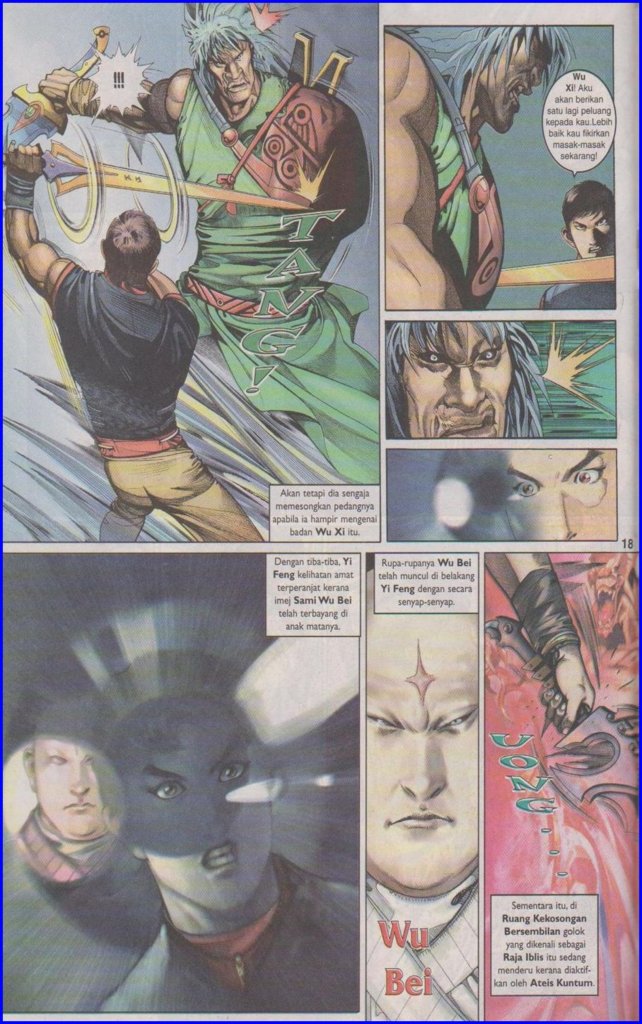 !!!
TANG!
Akan tetapi dia sengaja
memesongkan pedangnya
apabila ia hampir mengenai
badan Wu Xi itu.
Wu
Xi! Aku
akan berikan
satu lagi peluang
kepada kau.Lebih
baik kau fikirkan
masak-masak
sekarang!
18
Dengan tiba-tiba, Yi
Feng kelihatan amat
terperanjat kerana
imej Sami Wu Bei
telah terbayang di
anak matanya.
Rupa-rupanya Wu Bei
telah muncul di belakang
Yi Feng dengan secara
senyap-senyap.
Wu
Bei
UONG...
Sementara itu, di
Ruang Kekosongan
Bersembilan golok
yang dikenali sebagai
Raja Iblis itu sedang
menderu kerana diaktif-
kan oleh Ateis Kuntum.